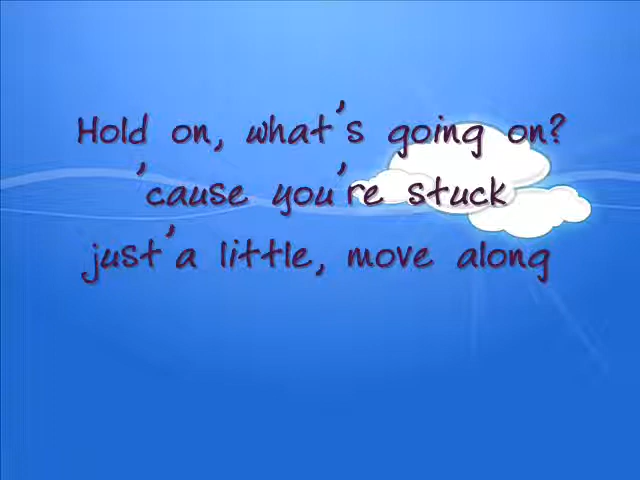 Hold on, what's going on?
'cause you're stuck
just'a little, move along